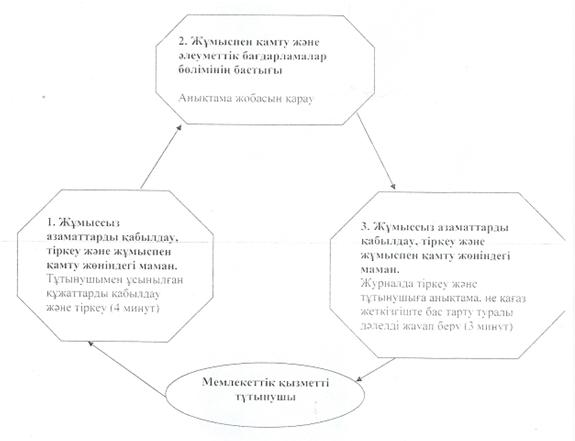 2. Жұмыспен қамту және
әлеуметтік бағдарламалар
бөлімінің бастығы
Анықтама жобасын қарау
1. Жұмыссыз
азаматтарды қабылдау,
тіркеу және жұмыспен
қамту жөніндегі маман.
Тұтынушымен ұсынылған
құжаттарды қабылдау
және тіркеу (4 минут)
3. Жұмыссыз азаматтарды
қабылдау, тіркеу және
жұмыспен қамту жөніндегі
маман.
Журналда тіркеу және
тұтынушыға анықтама, не қағаз
жеткізгіште бас тарту туралы
дәлелді жауап беру (3 минут)
Мемлекеттік қызметті
тұтынушы